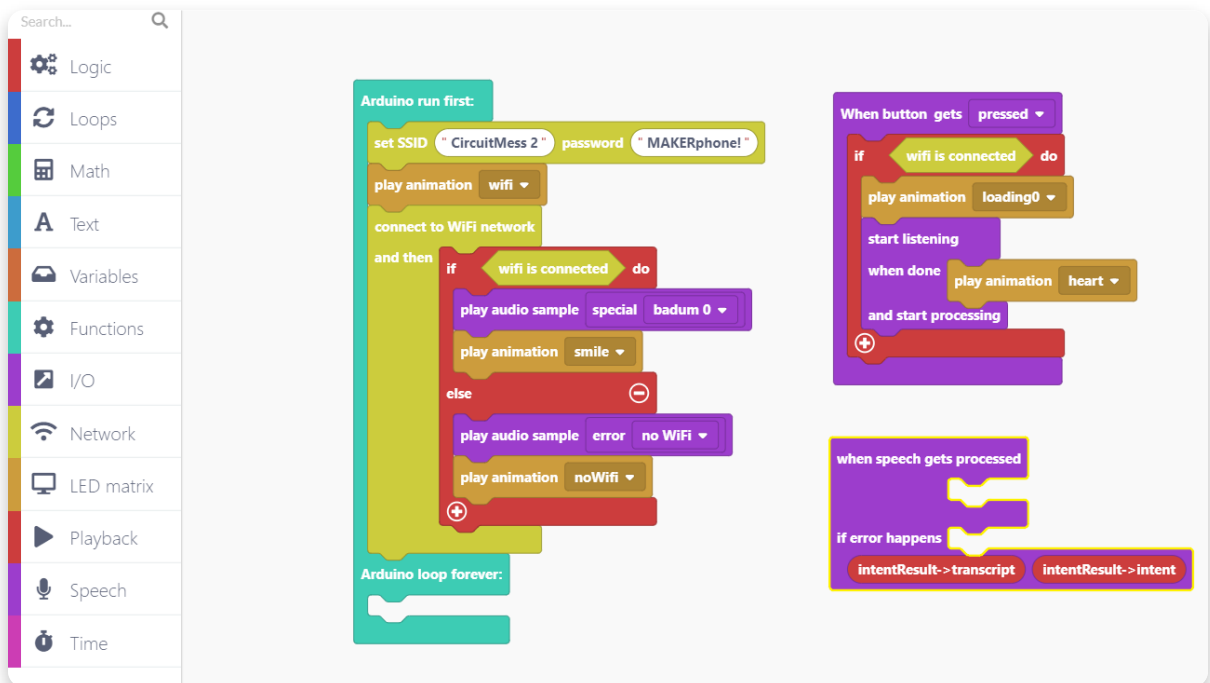 Search...
Logic
Loops
Math
Text
Variables
Functions
I/O
Network
LED matrix
Playback
Speech
Time
Arduino run first:
set SSID " CircuitMess 2 " password " MAKERphone! "
play animation wifi
connect to WiFi network
and then if wifi is connected do
play audio sample special badum 0
play animation smile
else
play audio sample error no WiFi
play animation noWifi
Arduino loop forever:
When button gets pressed
if wifi is connected do
play animation loading0
start listening
when done play animation heart
and start processing
when speech gets processed
if error happens
intentResult->transcript intentResult->intent